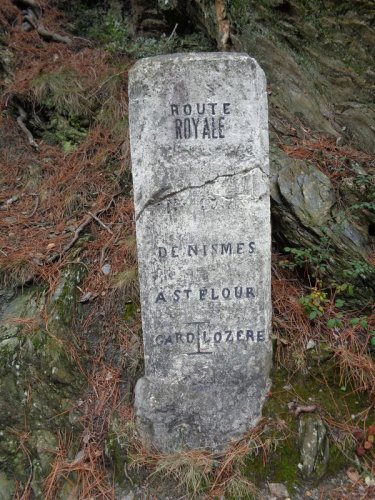 ROUTE
ROYALE
DE NISMES
A ST FLOUR
GARD LOZERE